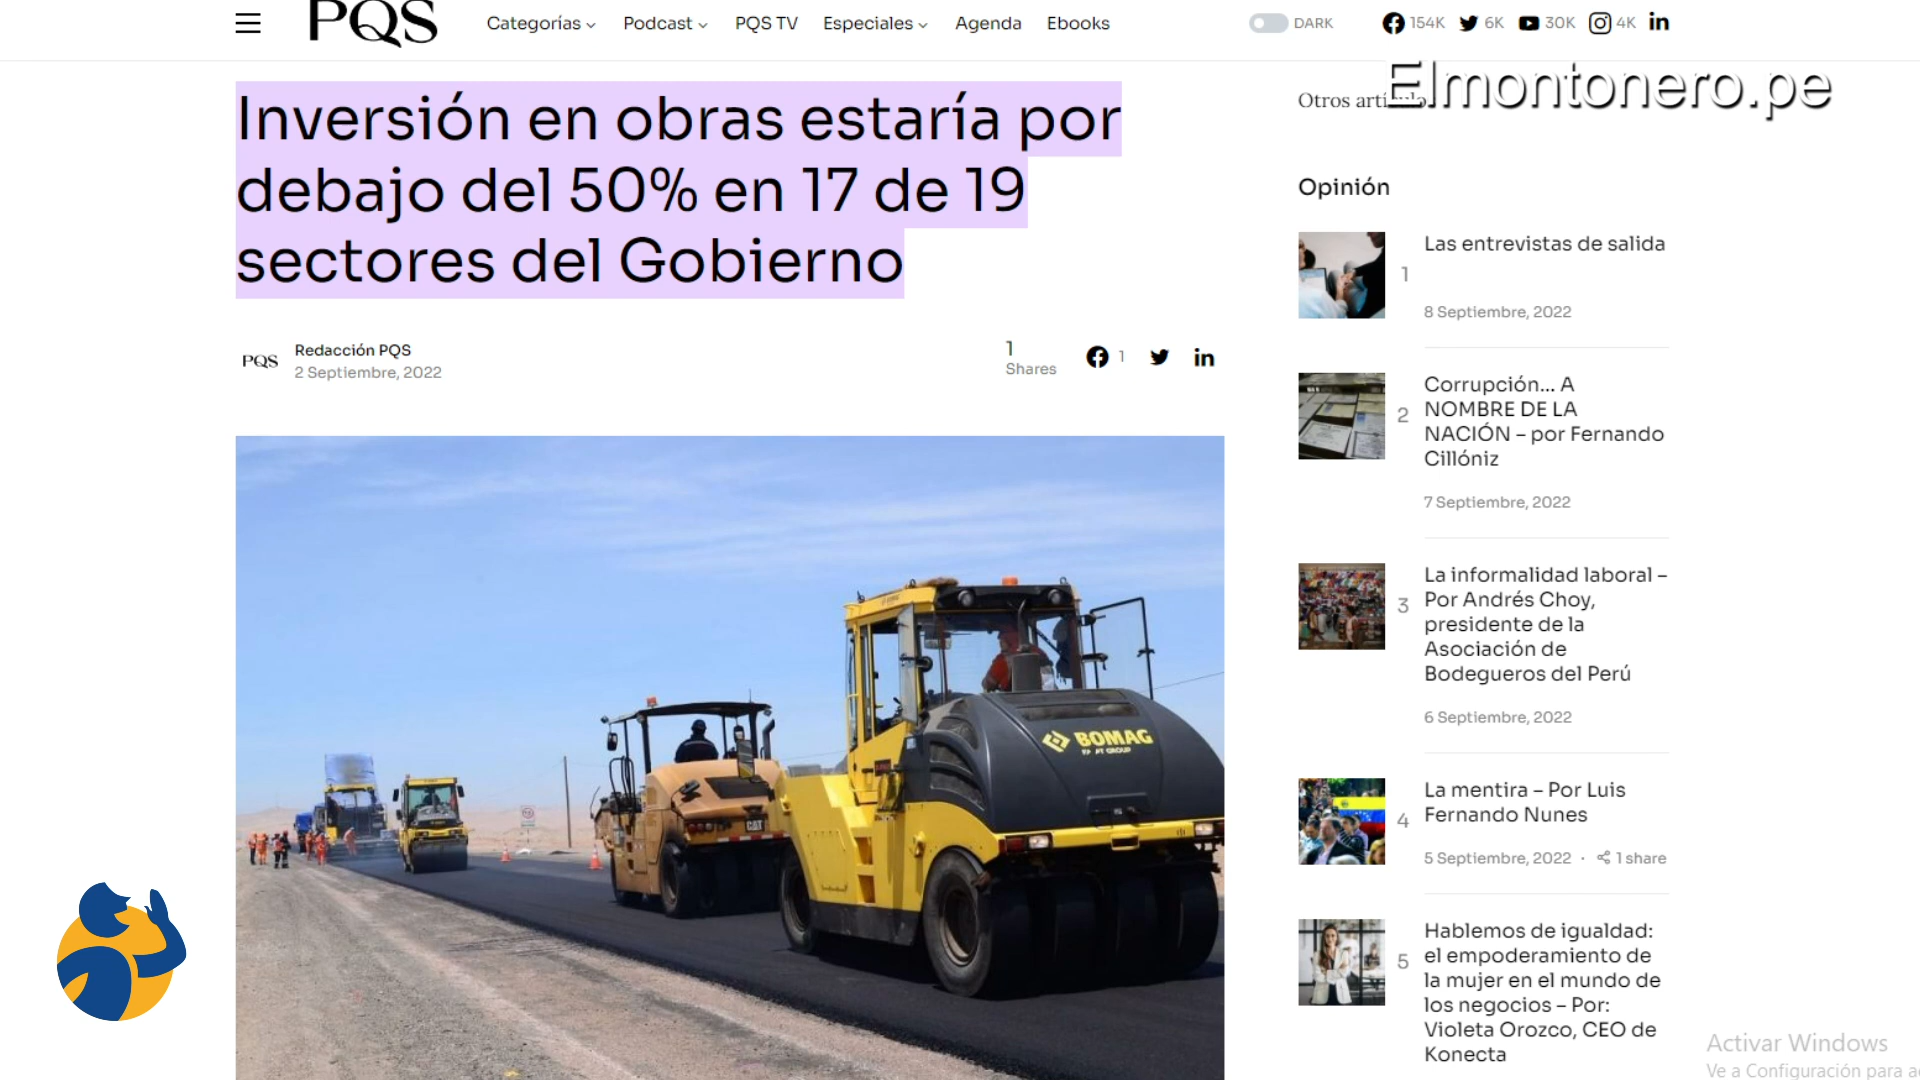 PQS
Categorías
Podcast
PQS TV
Especiales
Agenda
Ebooks
DARK
154K
6K
30K
4K
Elmontonero.pe
Inversión en obras estaría por
debajo del 50% en 17 de 19
sectores del Gobierno
PQS
Redacción PQS
2 Septiembre, 2022
1
Shares
1
BOMAG
CAT
Otros
Opinión
1
Las entrevistas de salida
8 Septiembre, 2022
2
Corrupción... A
NOMBRE DE LA
NACIÓN – por Fernando
Cillóniz
7 Septiembre, 2022
3
La informalidad laboral –
Por Andrés Choy,
presidente de la
Asociación de
Bodegueros del Perú
6 Septiembre, 2022
4
La mentira – Por Luis
Fernando Nunes
5 Septiembre, 2022 · 1 share
5
Hablemos de igualdad:
el empoderamiento de
la mujer en el mundo de
los negocios – Por:
Violeta Orozco, CEO de
Konecta
Activar Windows
Ve a Configuración para